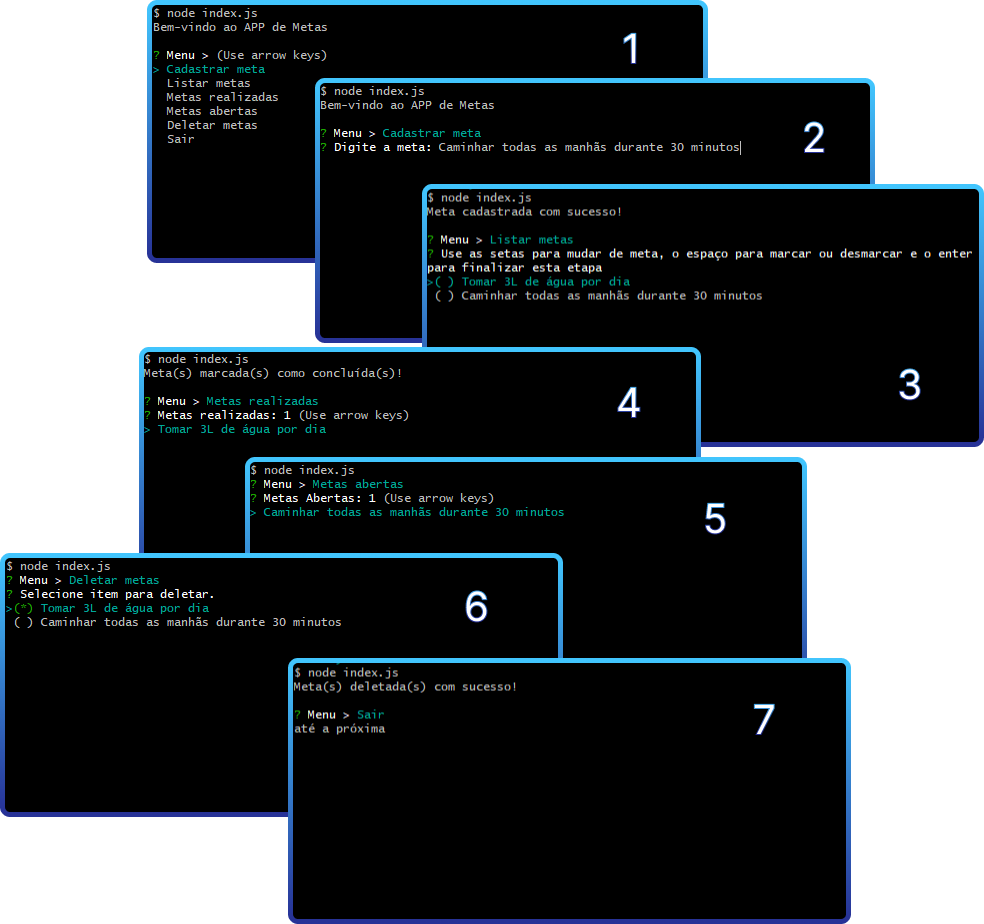 $ node index.js
Bem-vindo ao APP de Metas
? Menu > (Use arrow keys)
> Cadastrar meta
Listar metas
Metas realizadas
Metas abertas
Deletar metas
Sair
1
$ node index.js
Bem-vindo ao APP de Metas
? Menu > Cadastrar meta
? Digite a meta: Caminhar todas as manhãs durante 30 minutos
2
$ node index.js
Meta cadastrada com sucesso!
? Menu > Listar metas
? Use as setas para mudar de meta, o espaço para marcar ou desmarcar e o enter
para finalizar esta etapa
>( ) Tomar 3L de água por dia
( ) Caminhar todas as manhãs durante 30 minutos
3
$ node index.js
Meta(s) marcada(s) como concluída(s)!
? Menu > Metas realizadas
? Metas realizadas: 1 (Use arrow keys)
> Tomar 3L de água por dia
4
$ node index.js
? Menu > Metas abertas
? Metas Abertas: 1 (Use arrow keys)
> Caminhar todas as manhãs durante 30 minutos
5
$ node index.js
? Menu > Deletar metas
? Selecione item para deletar.
>(*) Tomar 3L de água por dia
( ) Caminhar todas as manhãs durante 30 minutos
6
$ node index.js
Meta(s) deletada(s) com sucesso!
? Menu > Sair
até a próxima
7